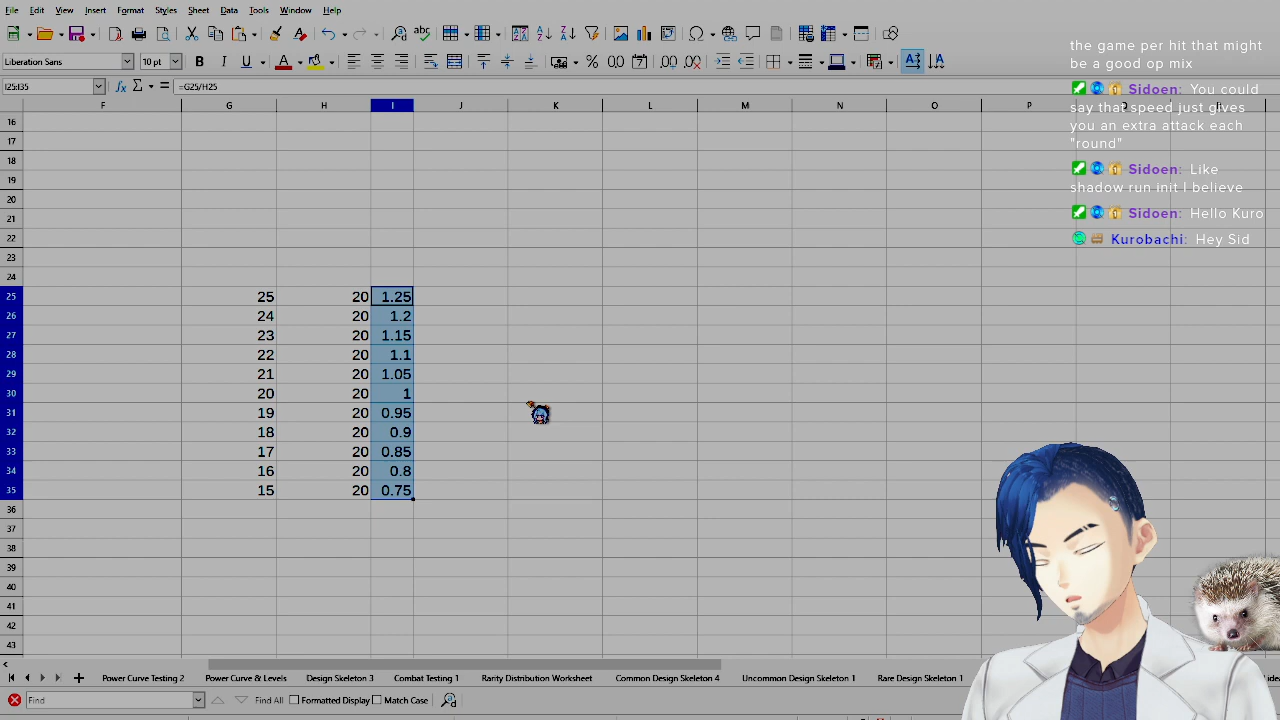 File Edit View Insert Format Styles Sheet Data Tools Window Help
Liberation Sans 10 pt
I25:I35 =G25/H25
F G H I J K L M N O P
16
17
18
19
20
21
22
23
24
25 25 20 1.25
26 24 20 1.2
27 23 20 1.15
28 22 20 1.1
29 21 20 1.05
30 20 20 1
31 19 20 0.95
32 18 20 0.9
33 17 20 0.85
34 16 20 0.8
35 15 20 0.75
36
37
38
39
40
41
42
43
the game per hit that might
be a good op mix
Sidoen: You could
say that speed just gives
you an extra attack each
"round"
Sidoen: Like
shadow run init I believe
Sidoen: Hello Kuro
Kurobachi: Hey Sid
Power Curve Testing 2 Power Curve & Levels Design Skeleton 3 Combat Testing 1 Rarity Distribution Worksheet Common Design Skeleton 4 Uncommon Design Skeleton 1 Rare Design Skeleton 1
Find Find All Formatted Display Match Case